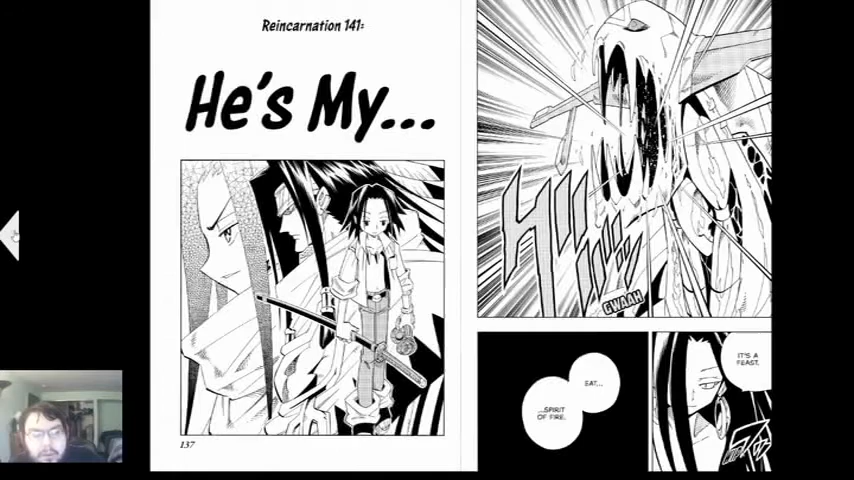 Reincarnation 141:
He's My...
137
GWAAH
IT'S A
FEAST.
EAT...
...SPIRIT
OF FIRE.